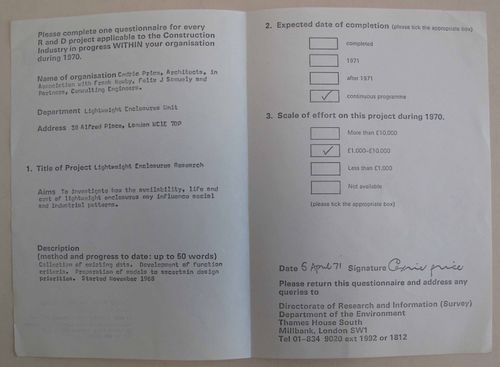 Please complete one questionnaire for every
R and D project applicable to the Construction
Industry in progress WITHIN your organisation
during 1970.
Name of organisation Cedric Price, Architects, in
Association with Frank Newby, Felix J Samuely and
Partners, Consulting Engineers.
Department Lightweight Enclosures Unit
Address 38 Alfred Place, London WC1E 7DP
1. Title of Project Lightweight Enclosures Research
Aims To investigate how the availability, life and
cost of lightweight enclosures may influence social
and industrial patterns.
Description
(method and progress to date: up to 50 words)
Collection of existing data. Development of function
criteria. Preparation of models to ascertain design
priorities. Started November 1968
2. Expected date of completion (please tick the appropriate box)
completed
1971
after 1971
✓ continuous programme
3. Scale of effort on this project during 1970.
More than £10,000
✓ £1,000–£10,000
Less than £1,000
Not available
(please tick the appropriate box)
Date 5 April 71 Signature Cedric Price
Please return this questionnaire and address any
queries to
Directorate of Research and Information (Survey)
Department of the Environment
Thames House South
Millbank, London SW1
Tel 01–834 9020 ext 1992 or 1812